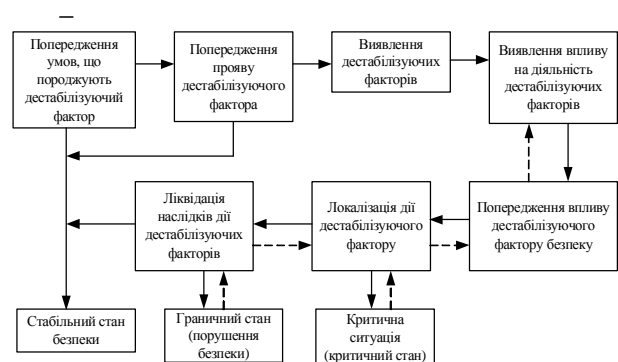 Попередження
умов, що
породжують
дестабілізуючий
фактор
Попередження
прояву
дестабілізуючого
фактора
Виявлення
дестабілізуючих
факторів
Виявлення впливу
на діяльність
дестабілізуючих
факторів
Ліквідація
наслідків дії
дестабілізуючих
факторів
Локалізація дії
дестабілізуючого
фактору
Попередження впливу
дестабілізуючого
фактору безпеку
Стабільний стан
безпеки
Граничний стан
(порушення
безпеки)
Критична
ситуація
(критичний стан)